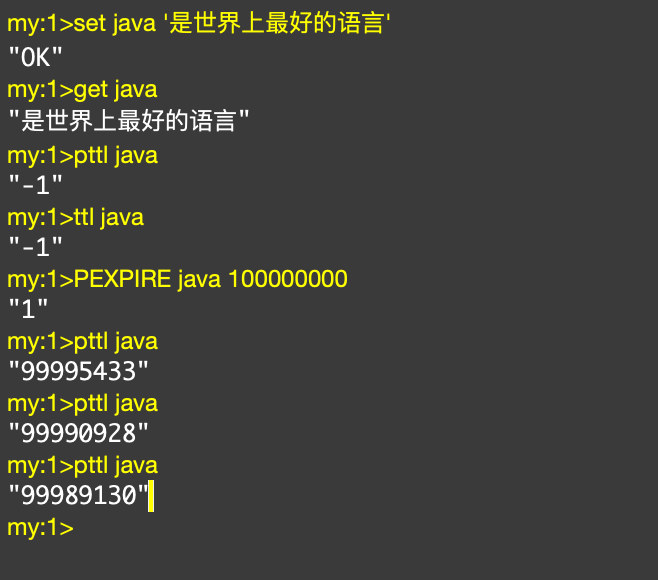 my:1>set java '是世界上最好的语言'
"OK"
my:1>get java
"是世界上最好的语言"
my:1>pttl java
"-1"
my:1>ttl java
"-1"
my:1>PEXPIRE java 100000000
"1"
my:1>pttl java
"99995433"
my:1>pttl java
"99990928"
my:1>pttl java
"99989130"
my:1>